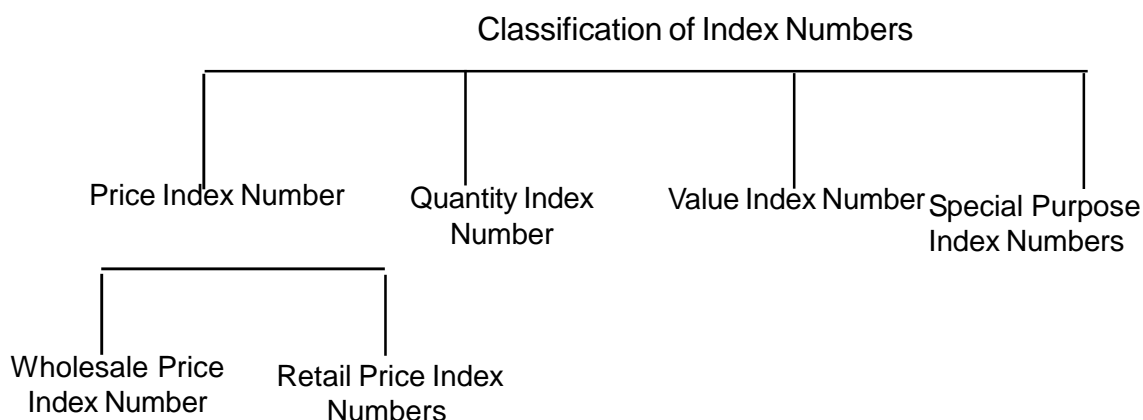 Classification of Index Numbers
Price Index Number
Quantity Index
Number
Value Index Number
Special Purpose
Index Numbers
Wholesale Price
Index Number
Retail Price Index
Numbers